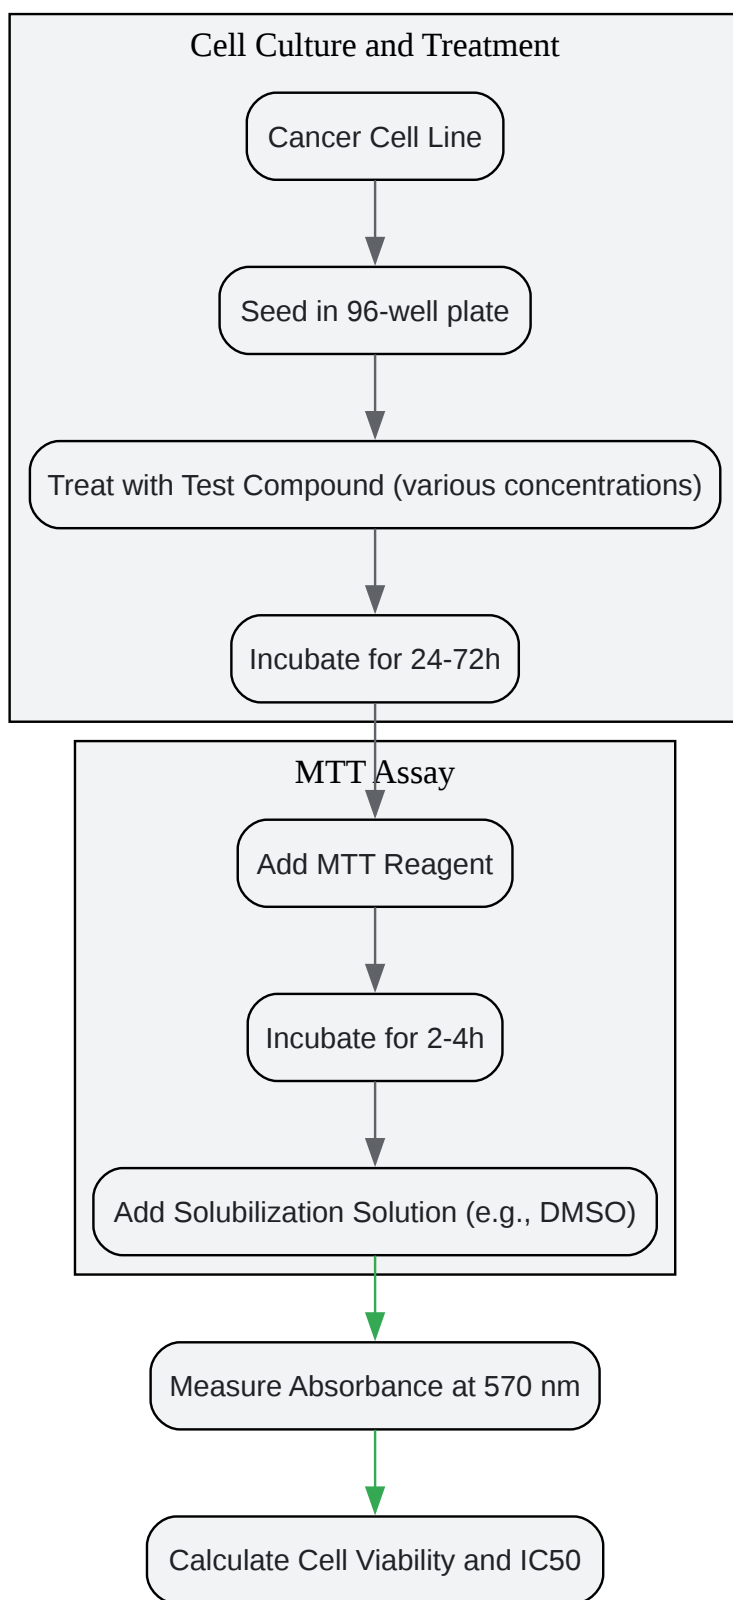 Cell Culture and Treatment
Cancer Cell Line
Seed in 96-well plate
Treat with Test Compound (various concentrations)
Incubate for 24-72h
MTT Assay
Add MTT Reagent
Incubate for 2-4h
Add Solubilization Solution (e.g., DMSO)
Measure Absorbance at 570 nm
Calculate Cell Viability and IC50